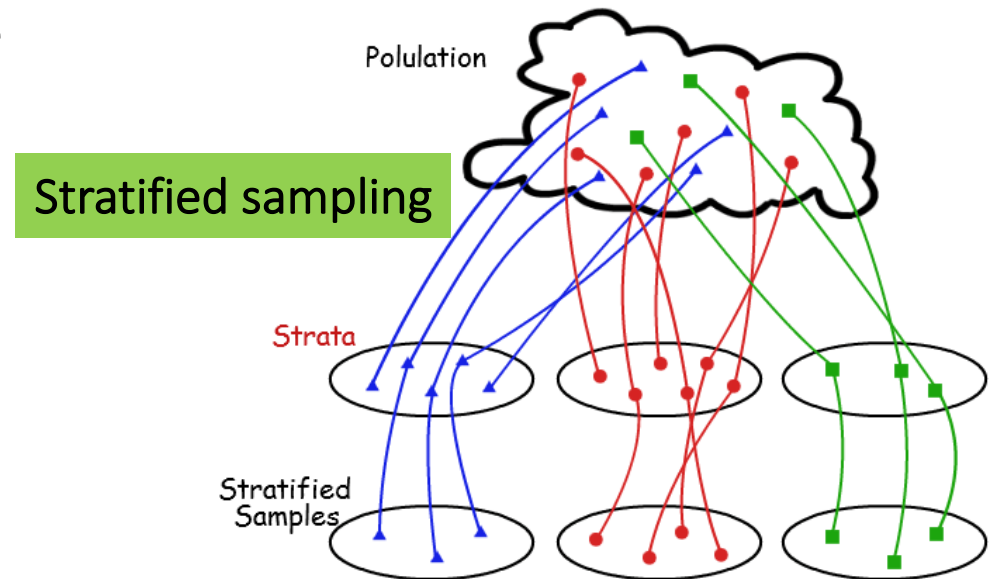 Polulation
Stratified sampling
Strata
Stratified
Samples